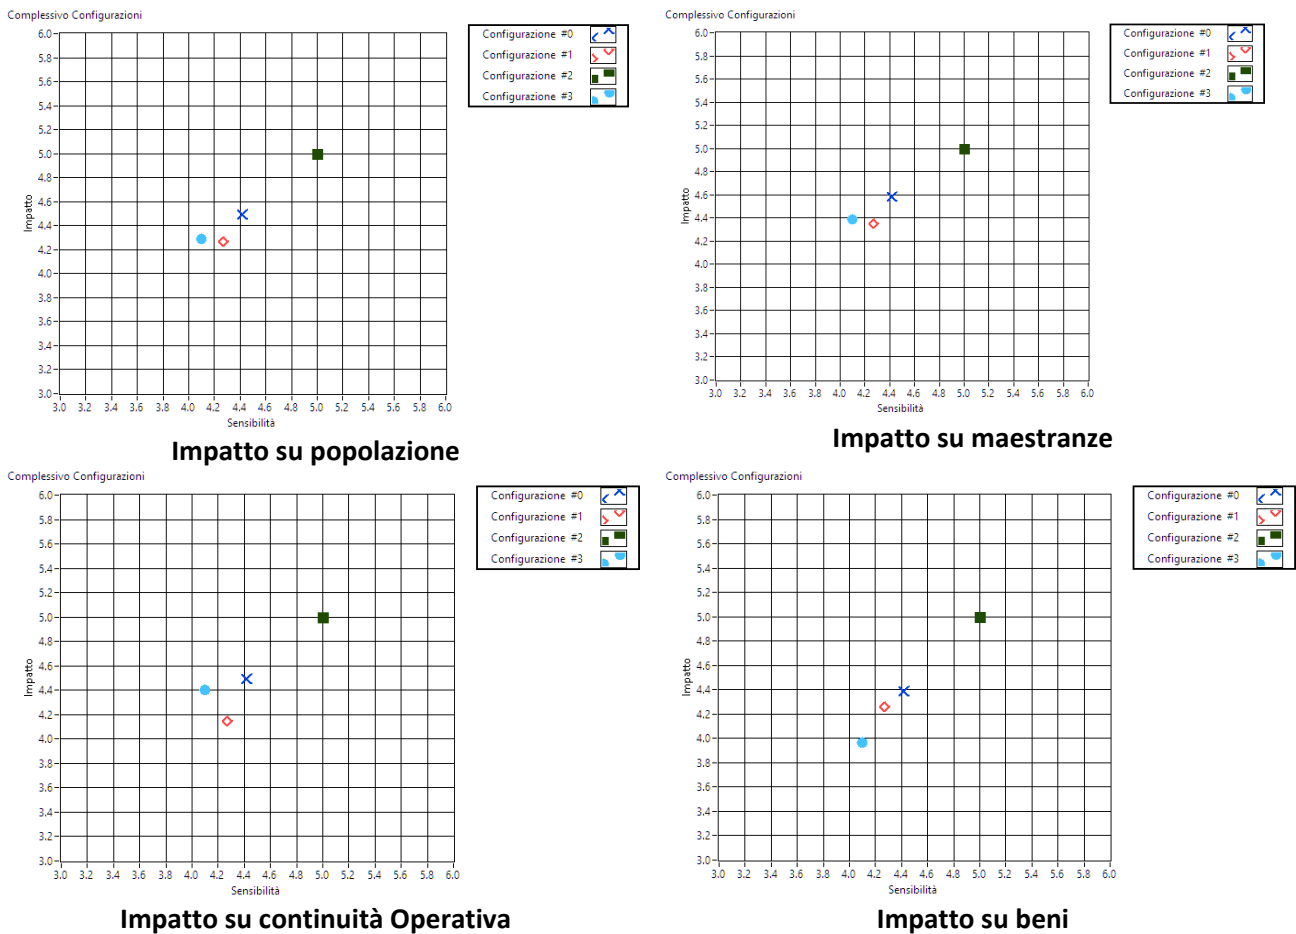 Complessivo Configurazioni
Configurazione #0
Configurazione #1
Configurazione #2
Configurazione #3
6.0
5.8
5.6
5.4
5.2
5.0
4.8
4.6
4.4
4.2
4.0
3.8
3.6
3.4
3.2
3.0
Impatto
3.0 3.2 3.4 3.6 3.8 4.0 4.2 4.4 4.6 4.8 5.0 5.2 5.4 5.6 5.8 6.0
Sensibilità
Impatto su popolazione
Complessivo Configurazioni
Configurazione #0
Configurazione #1
Configurazione #2
Configurazione #3
6.0
5.8
5.6
5.4
5.2
5.0
4.8
4.6
4.4
4.2
4.0
3.8
3.6
3.4
3.2
3.0
Impatto
3.0 3.2 3.4 3.6 3.8 4.0 4.2 4.4 4.6 4.8 5.0 5.2 5.4 5.6 5.8 6.0
Sensibilità
Impatto su maestranze
Complessivo Configurazioni
Configurazione #0
Configurazione #1
Configurazione #2
Configurazione #3
6.0
5.8
5.6
5.4
5.2
5.0
4.8
4.6
4.4
4.2
4.0
3.8
3.6
3.4
3.2
3.0
Impatto
3.0 3.2 3.4 3.6 3.8 4.0 4.2 4.4 4.6 4.8 5.0 5.2 5.4 5.6 5.8 6.0
Sensibilità
Impatto su continuità Operativa
Complessivo Configurazioni
Configurazione #0
Configurazione #1
Configurazione #2
Configurazione #3
6.0
5.8
5.6
5.4
5.2
5.0
4.8
4.6
4.4
4.2
4.0
3.8
3.6
3.4
3.2
3.0
Impatto
3.0 3.2 3.4 3.6 3.8 4.0 4.2 4.4 4.6 4.8 5.0 5.2 5.4 5.6 5.8 6.0
Sensibilità
Impatto su beni